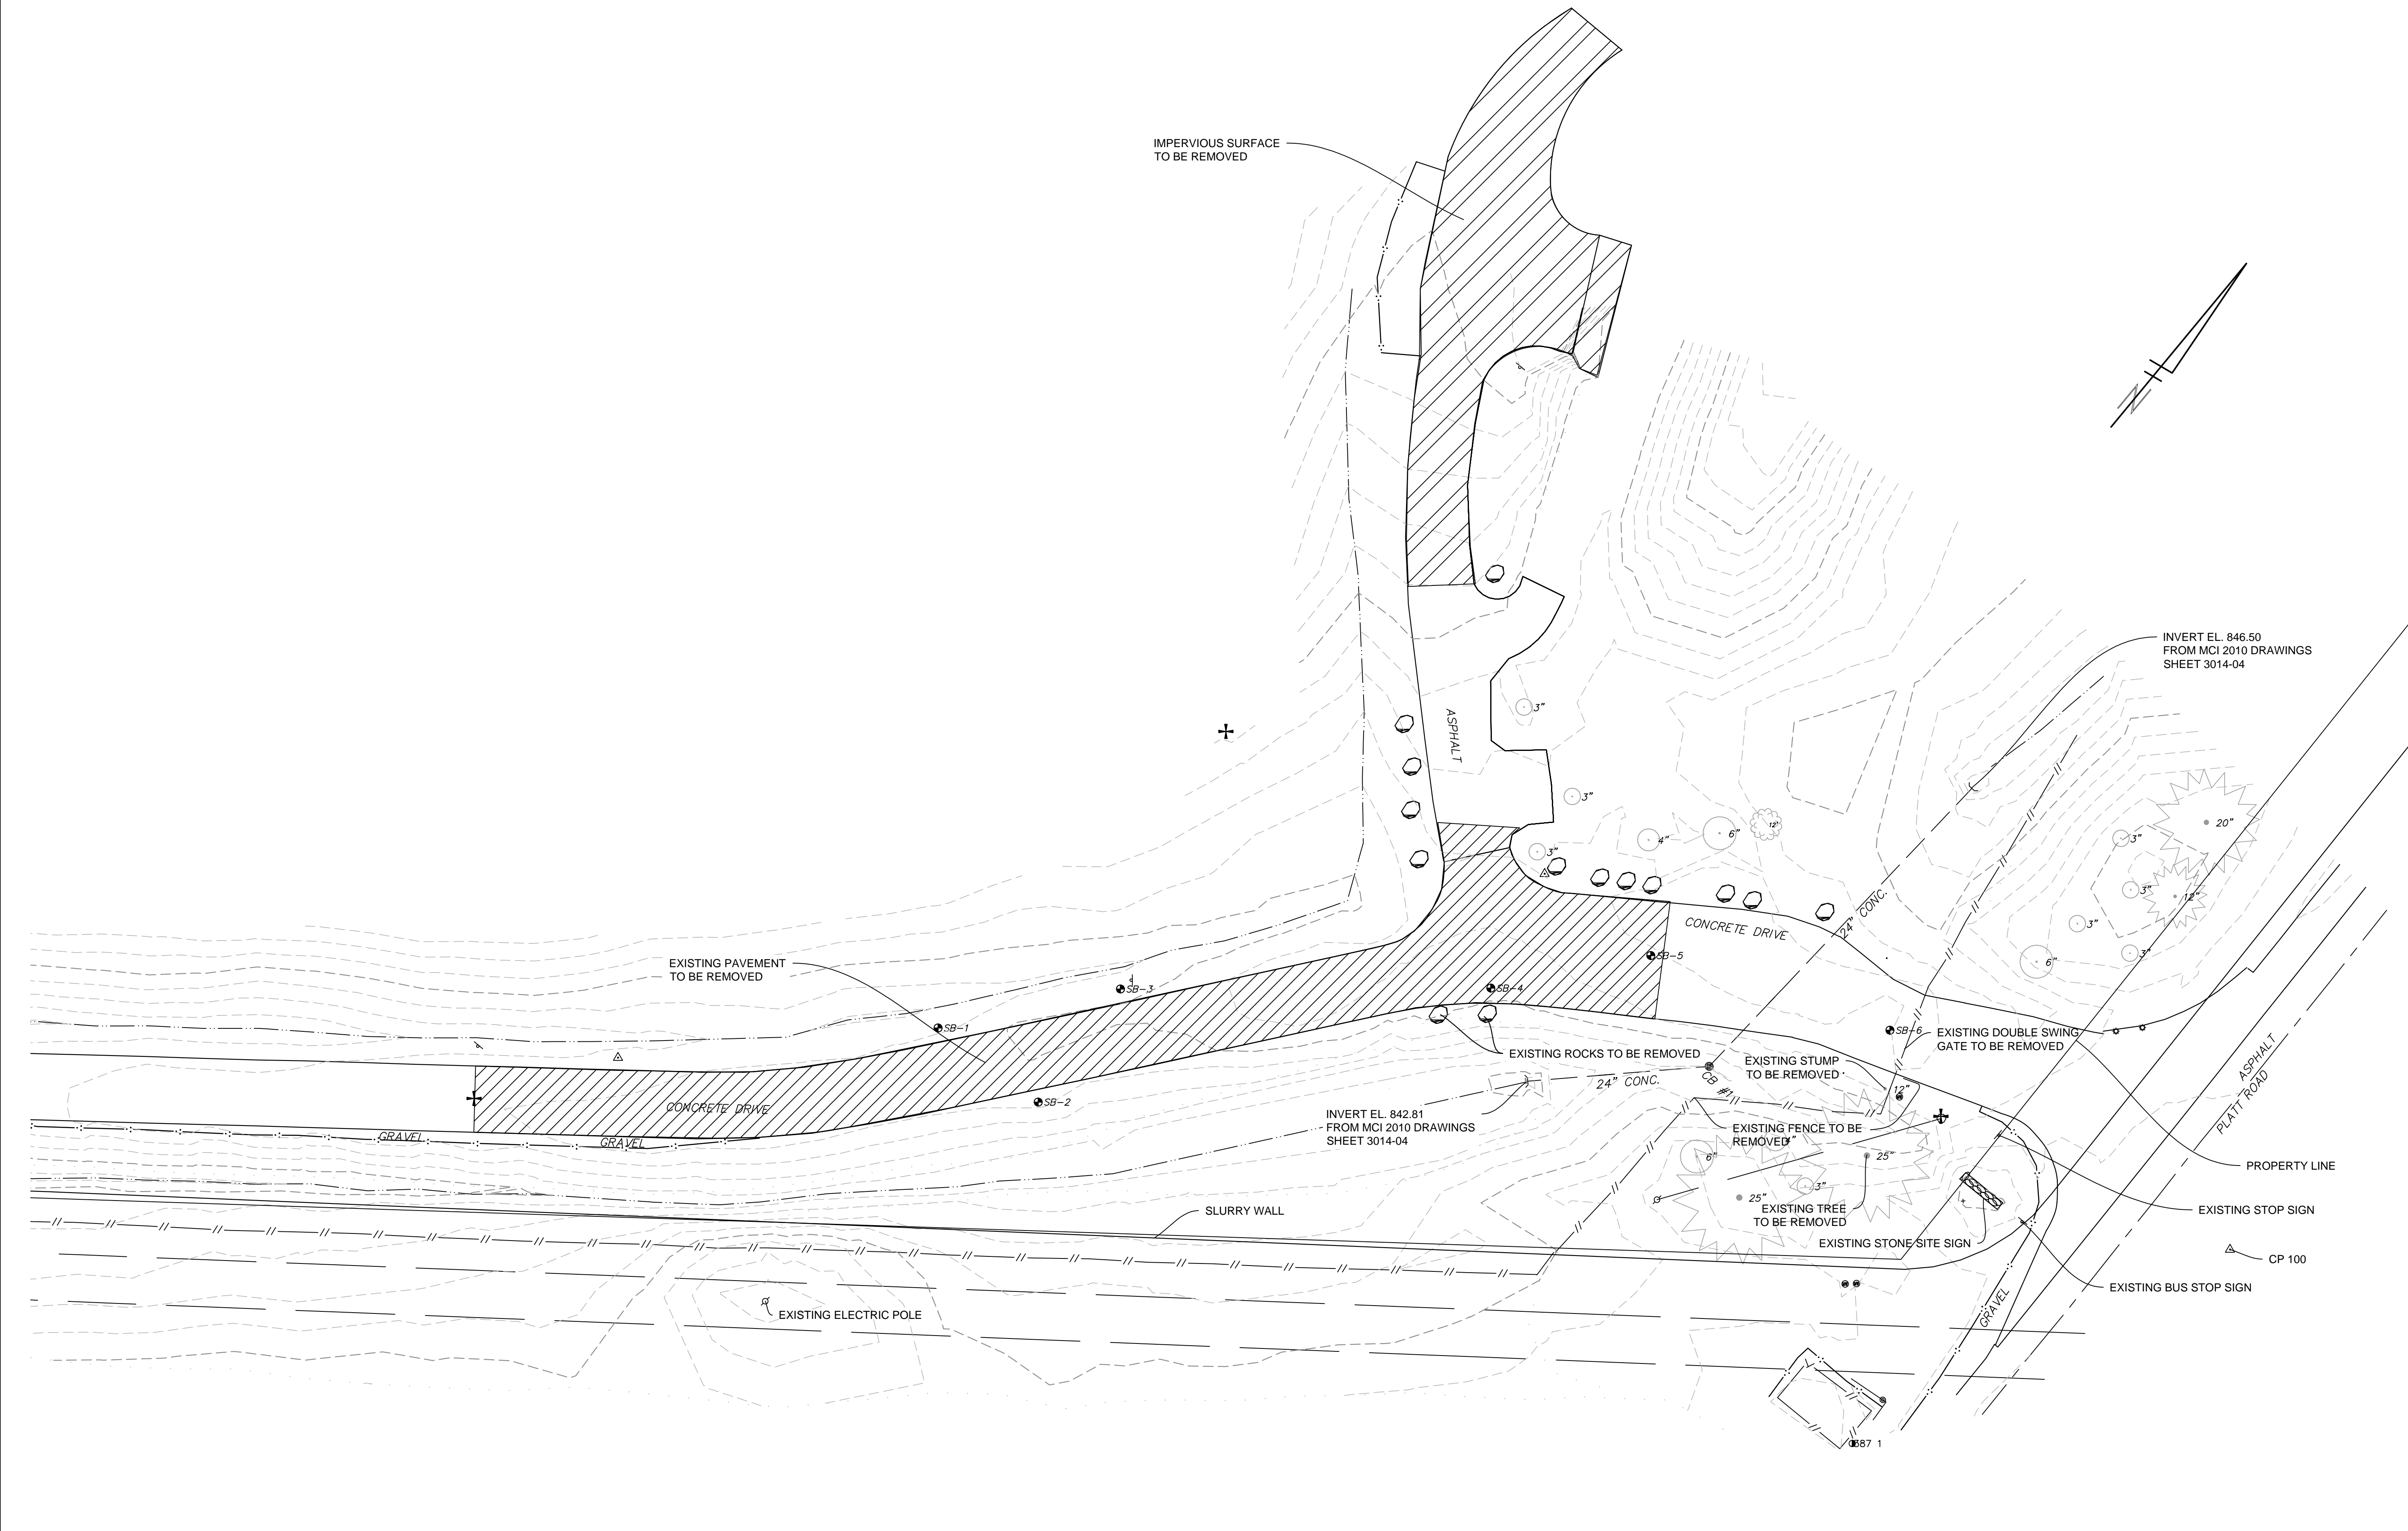 IMPERVIOUS SURFACE
TO BE REMOVED
N
INVERT EL. 846.50
FROM MCI 2010 DRAWINGS
SHEET 3014-04
3"
ASPHALT
3"
4"
6"
12"
3"
20"
3"
3"
12"
3"
3"
6"
24" CONC.
CONCRETE DRIVE
SB-5
EXISTING PAVEMENT
TO BE REMOVED
SB-3
SB-4
SB-1
SB-6
EXISTING DOUBLE SWING
GATE TO BE REMOVED
EXISTING ROCKS TO BE REMOVED
EXISTING STUMP
TO BE REMOVED
24" CONC.
CB #1
12"
ASPHALT
PLATT ROAD
SB-2
CONCRETE DRIVE
INVERT EL. 842.81
FROM MCI 2010 DRAWINGS
SHEET 3014-04
GRAVEL
GRAVEL
EXISTING FENCE TO BE
REMOVED
6"
25"
PROPERTY LINE
3"
25"
SLURRY WALL
EXISTING TREE
TO BE REMOVED
EXISTING STOP SIGN
EXISTING STONE SITE SIGN
CP 100
EXISTING BUS STOP SIGN
EXISTING ELECTRIC POLE
GRAVEL